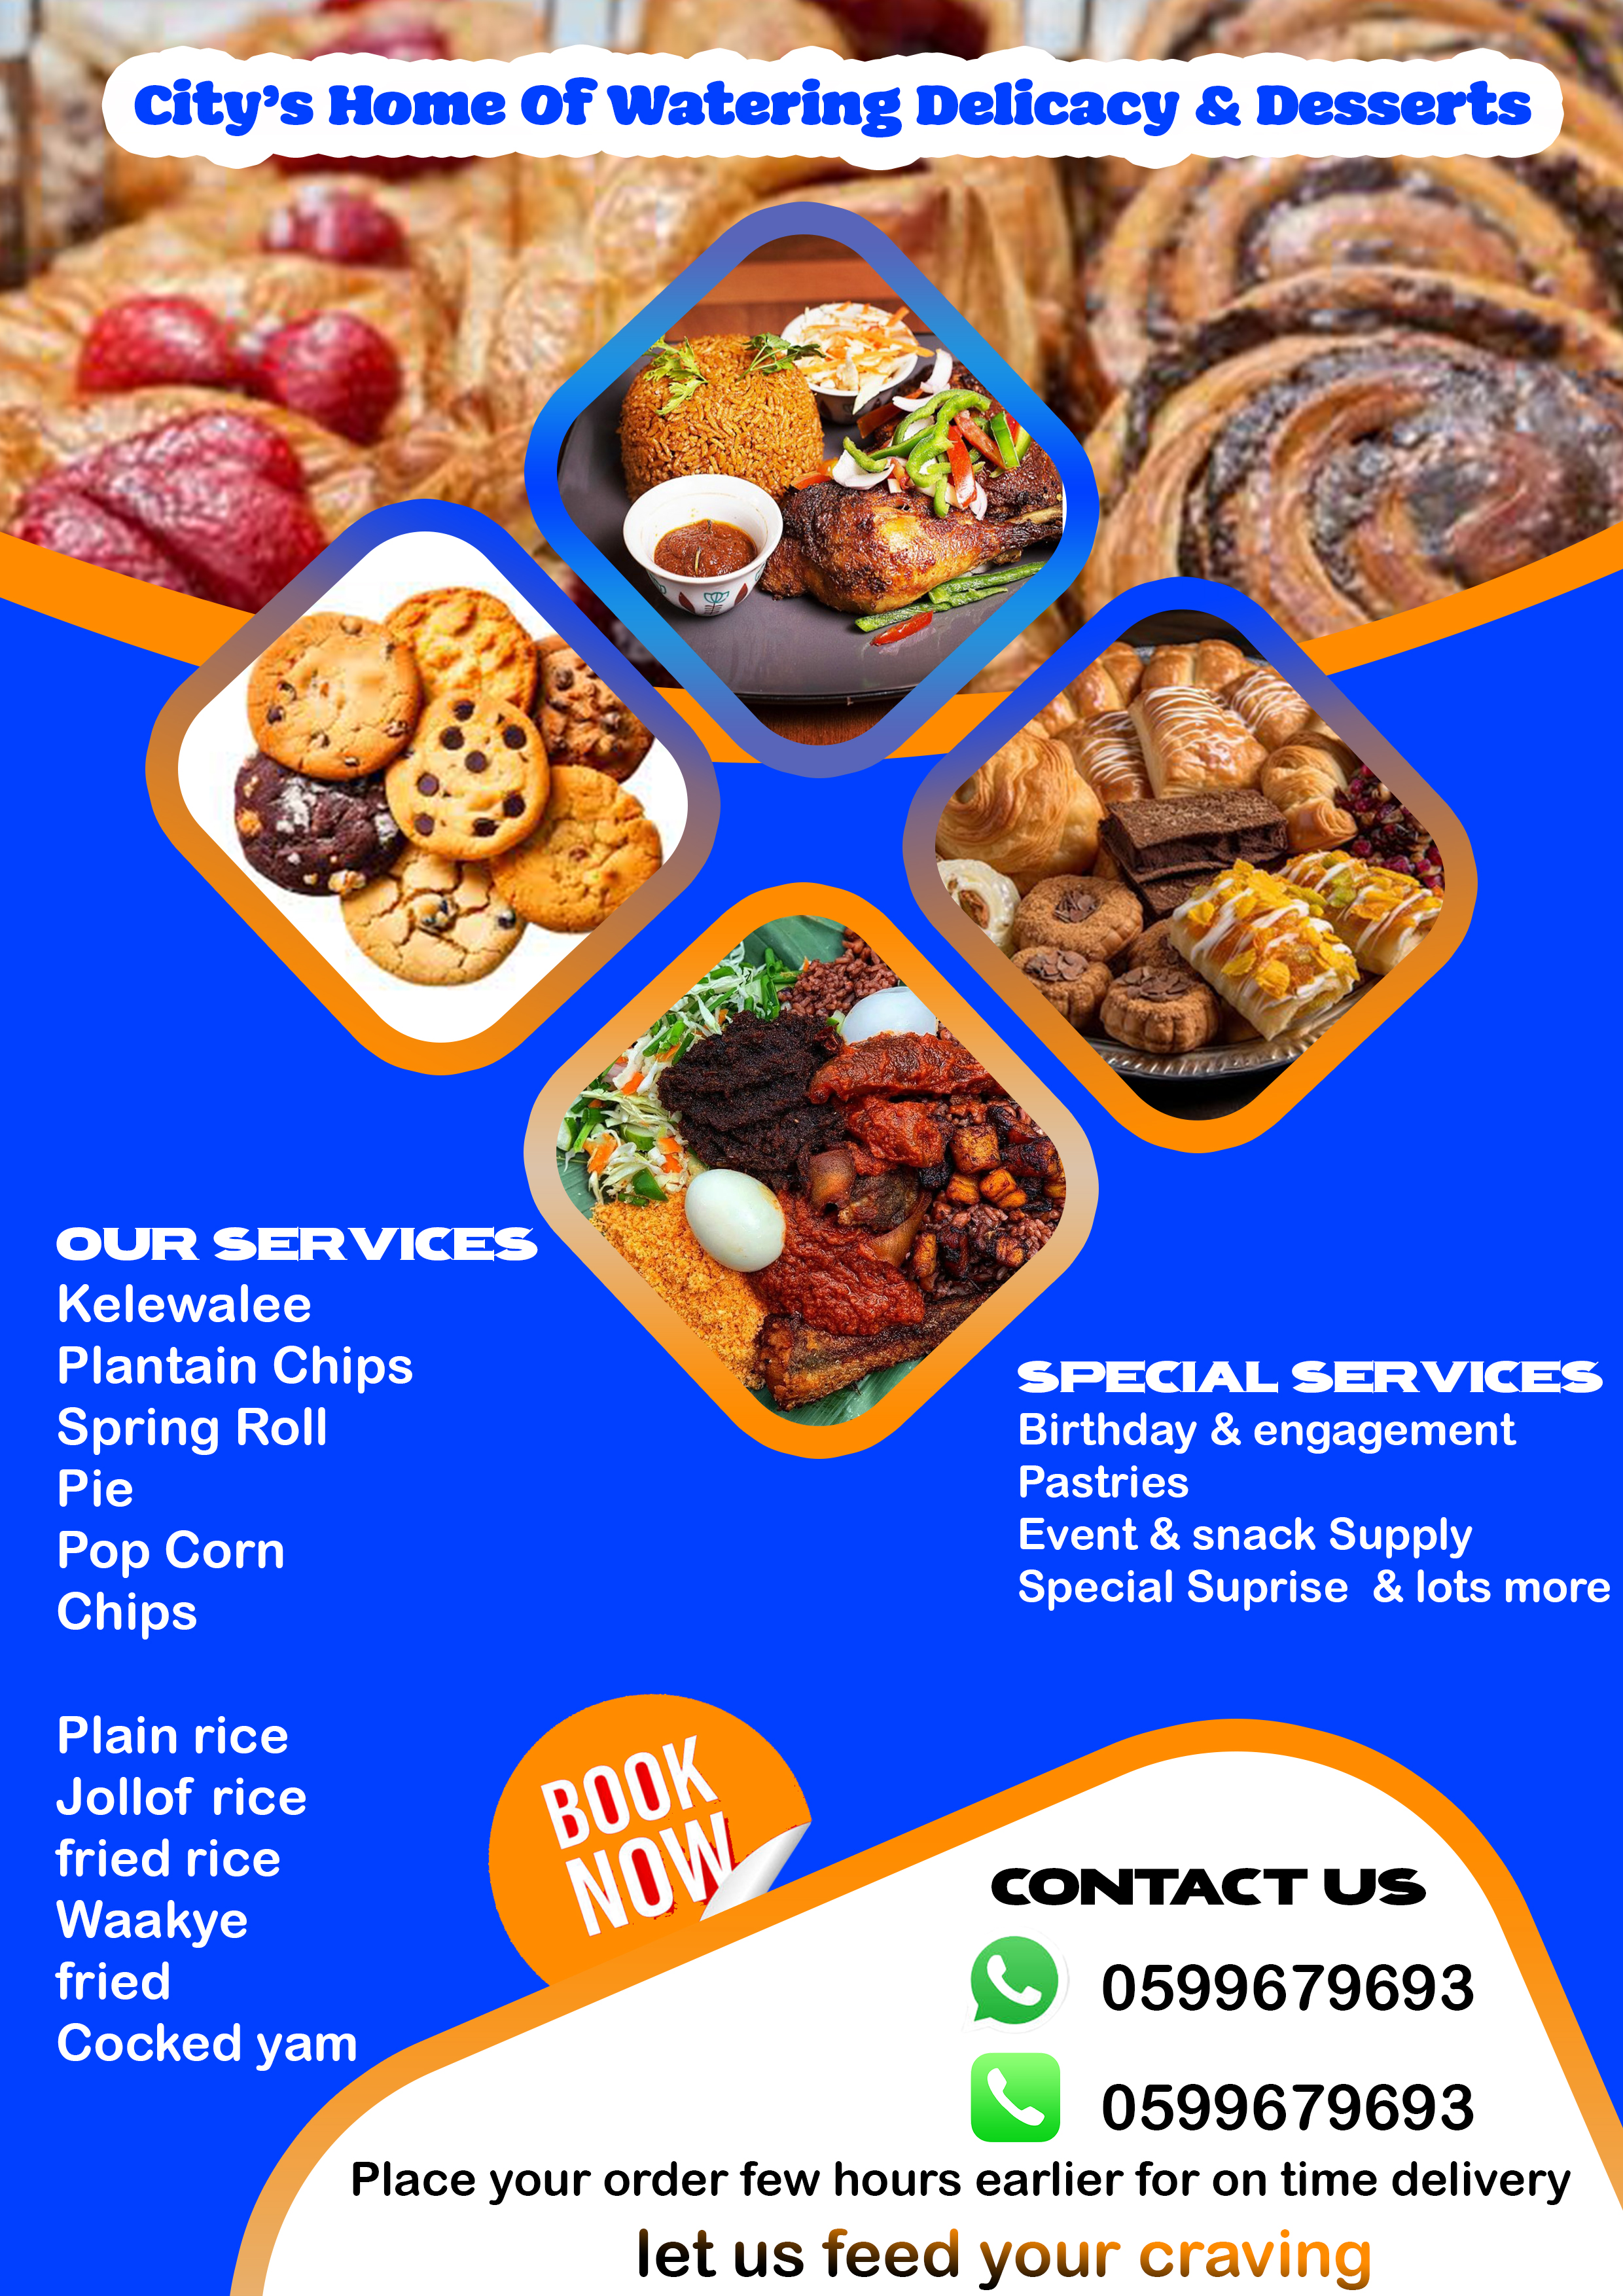 City's Home Of Watering Delicacy & Desserts
OUR SERVICES
Kelewalee
Plantain Chips
Spring Roll
Pie
Pop Corn
Chips
Plain rice
Jollof rice
fried rice
Waakye
fried
Cocked yam
SPECIAL SERVICES
Birthday & engagement
Pastries
Event & snack Supply
Special Suprise & lots more
BOOK
NOW
CONTACT US
0599679693
0599679693
Place your order few hours earlier for on time delivery
let us feed your craving